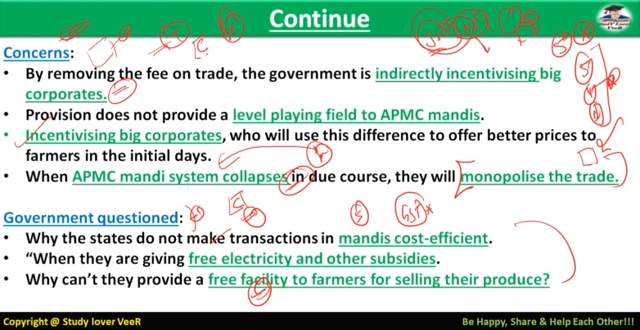 Continue
Concerns:
• By removing the fee on trade, the government is indirectly incentivising big
corporates.
• Provision does not provide a level playing field to APMC mandis.
• Incentivising big corporates, who will use this difference to offer better prices to
farmers in the initial days.
• When APMC mandi system collapses in due course, they will monopolise the trade.
Government questioned:
• Why the states do not make transactions in mandis cost-efficient.
• “When they are giving free electricity and other subsidies.
• Why can’t they provide a free facility to farmers for selling their produce?
Copyright @ Study lover VeeR
Be Happy, Share & Help Each Other!!!